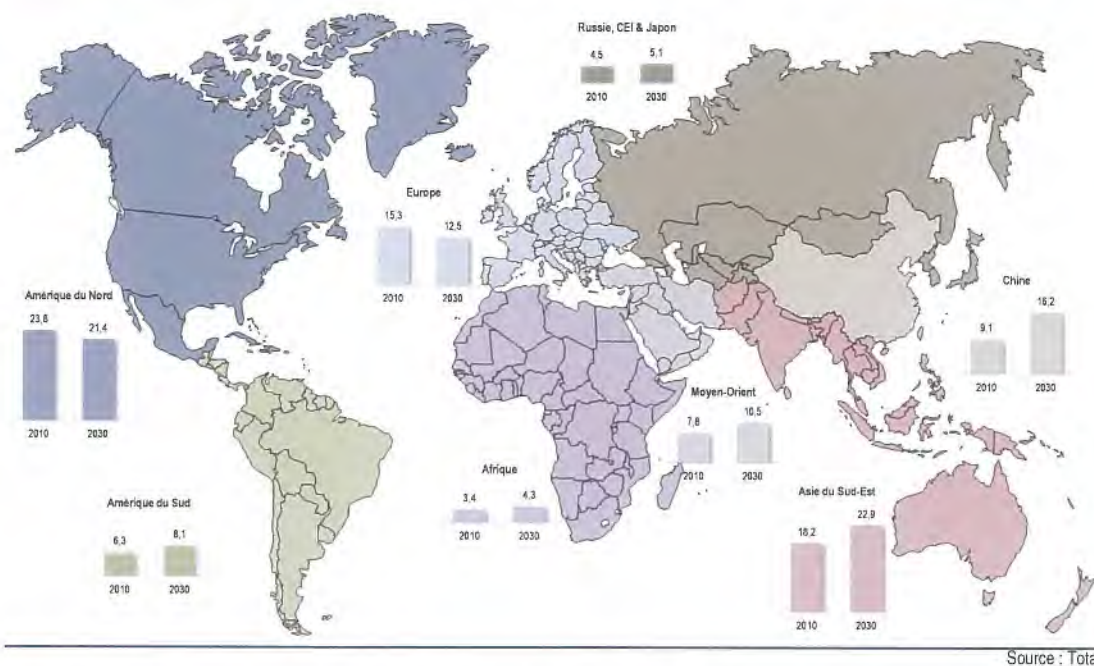 Russie, CEI & Japon
4,5 5,1
2010 2030
Europe
15,3 12,5
2010 2030
Amérique du Nord
23,8 21,4
2010 2030
Chine
9,1 16,2
2010 2030
Moyen-Orient
7,8 10,5
2010 2030
Afrique
3,4 4,3
2010 2030
Amérique du Sud
6,3 8,1
2010 2030
Asie du Sud-Est
18,2 22,9
2010 2030
Source : Tota